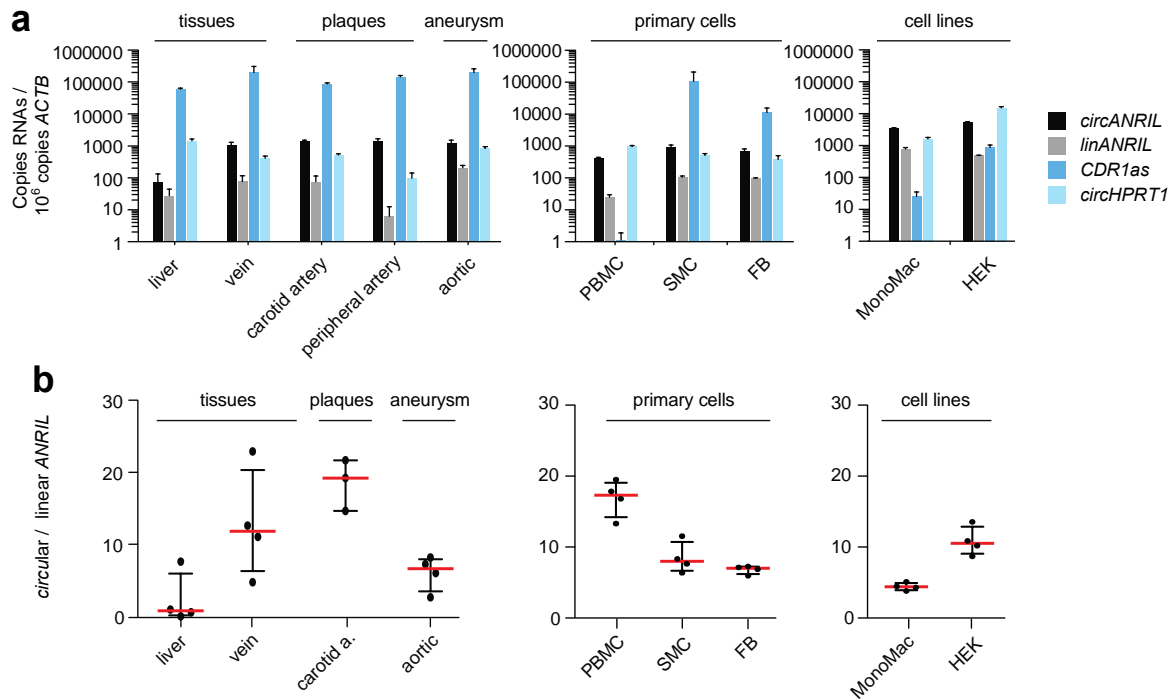 a
tissues plaques aneurysm primary cells cell lines
Copies RNAs /
10⁶ copies ACTB
1000000
100000
10000
1000
100
10
1
liver vein carotid artery peripheral artery aortic
1000000
100000
10000
1000
100
10
1
PBMC SMC FB
1000000
100000
10000
1000
100
10
1
MonoMac HEK
circANRIL
linANRIL
CDR1as
circHPRT1
b
tissues plaques aneurysm primary cells cell lines
circular / linear ANRIL
30
20
10
0
liver vein carotid a. aortic
30
20
10
0
PBMC SMC FB
30
20
10
0
MonoMac HEK